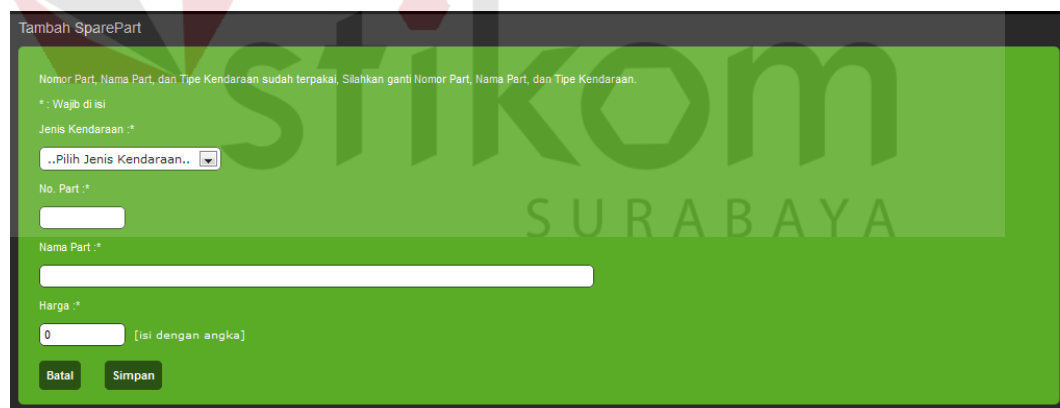 Tambah SparePart
Nomor Part, Nama Part, dan Tipe Kendaraan sudah terpakai, Silahkan ganti Nomor Part, Nama Part, dan Tipe Kendaraan.
* : Wajib di isi
Jenis Kendaraan :*
..Pilih Jenis Kendaraan..
No. Part :*
Nama Part :*
Harga :*
0 [isi dengan angka]
Batal Simpan
stikom
SURABAYA